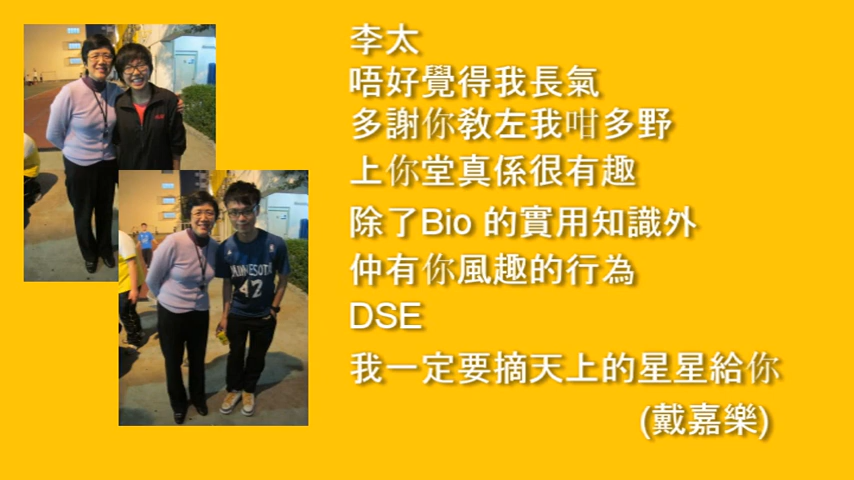 李太
唔好覺得我長氣
多謝你教左我咁多野
上你堂真係很有趣
除了Bio 的實用知識外
仲有你風趣的行為
DSE
我一定要摘天上的星星給你
(戴嘉樂)
MINNESOTA
42